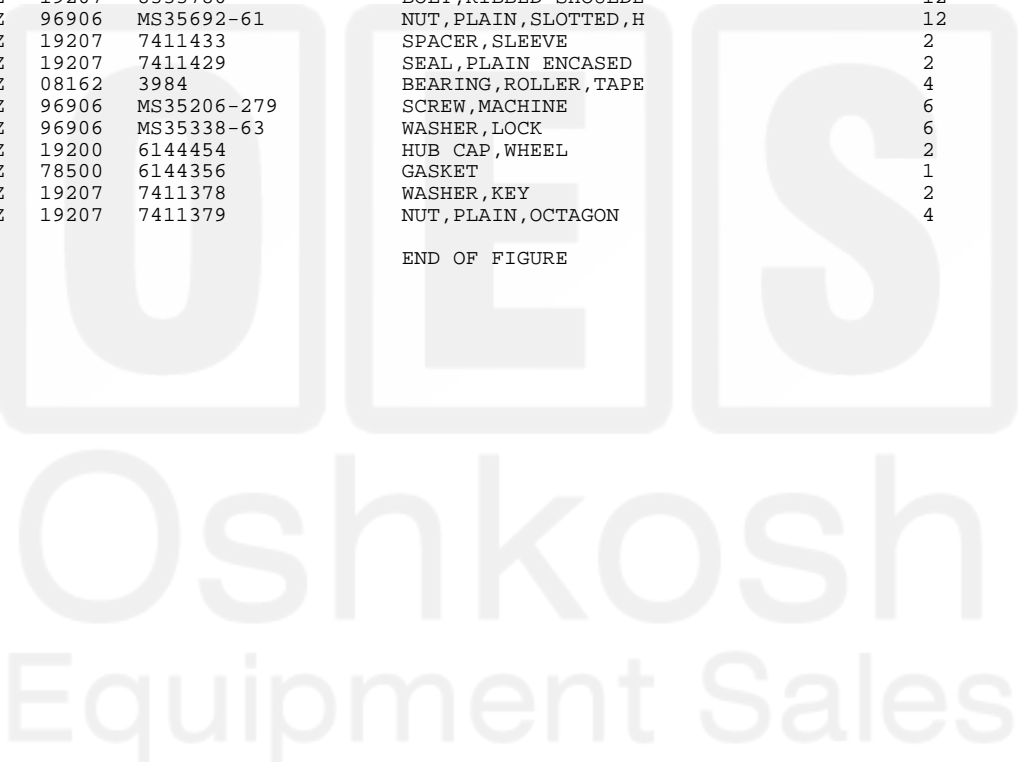 Z 96906 MS35692-61 NUT,PLAIN,SLOTTED,H 12
Z 19207 7411433 SPACER,SLEEVE 2
Z 19207 7411429 SEAL,PLAIN ENCASED 2
Z 08162 3984 BEARING,ROLLER,TAPE 4
Z 96906 MS35206-279 SCREW,MACHINE 6
Z 96906 MS35338-63 WASHER,LOCK 6
Z 19200 6144454 HUB CAP,WHEEL 2
Z 78500 6144356 GASKET 1
Z 19207 7411378 WASHER,KEY 2
Z 19207 7411379 NUT,PLAIN,OCTAGON 4
END OF FIGURE
OES
Oshkosh
Equipment Sales